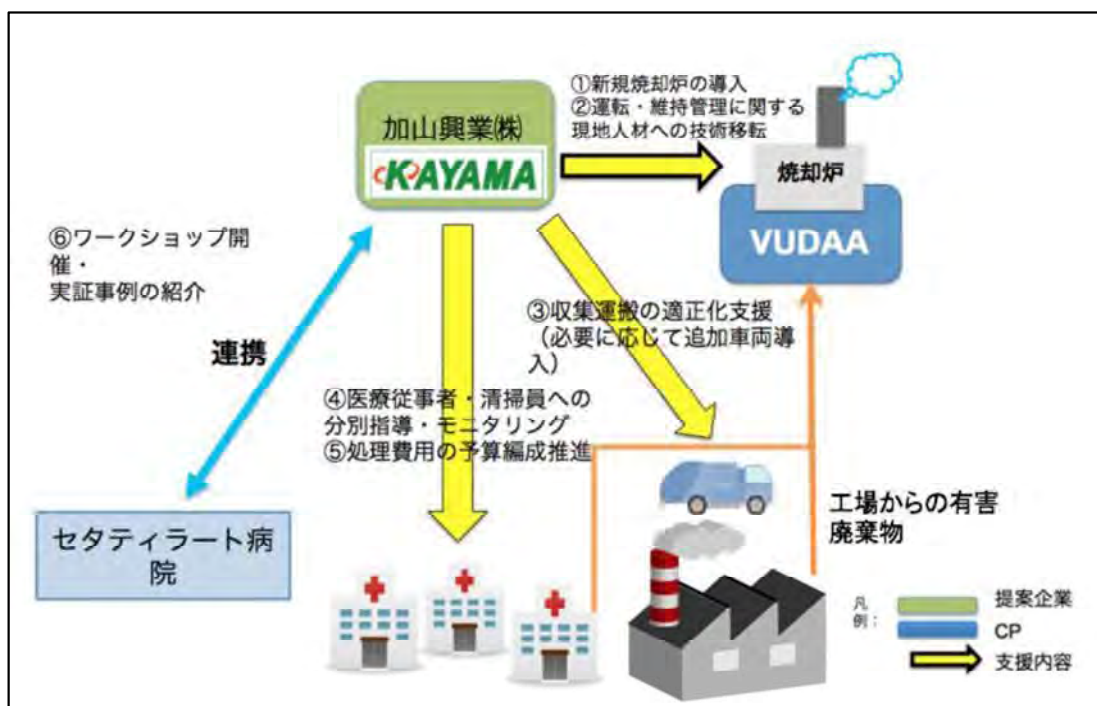 ①新規焼却炉の導入
②運転・維持管理に関する
現地人材への技術移転
加山興業㈱
KAYAMA
焼却炉
VUDAA
⑥ワークショップ開
催・
実証事例の紹介
連携
③収集運搬の適正化支援
（必要に応じて追加車両導
入）
④医療従事者・清掃員への
分別指導・モニタリング
⑤処理費用の予算編成推進
工場からの有害
廃棄物
セタティラート病
院
凡
例：
提案企業
CP
支援内容